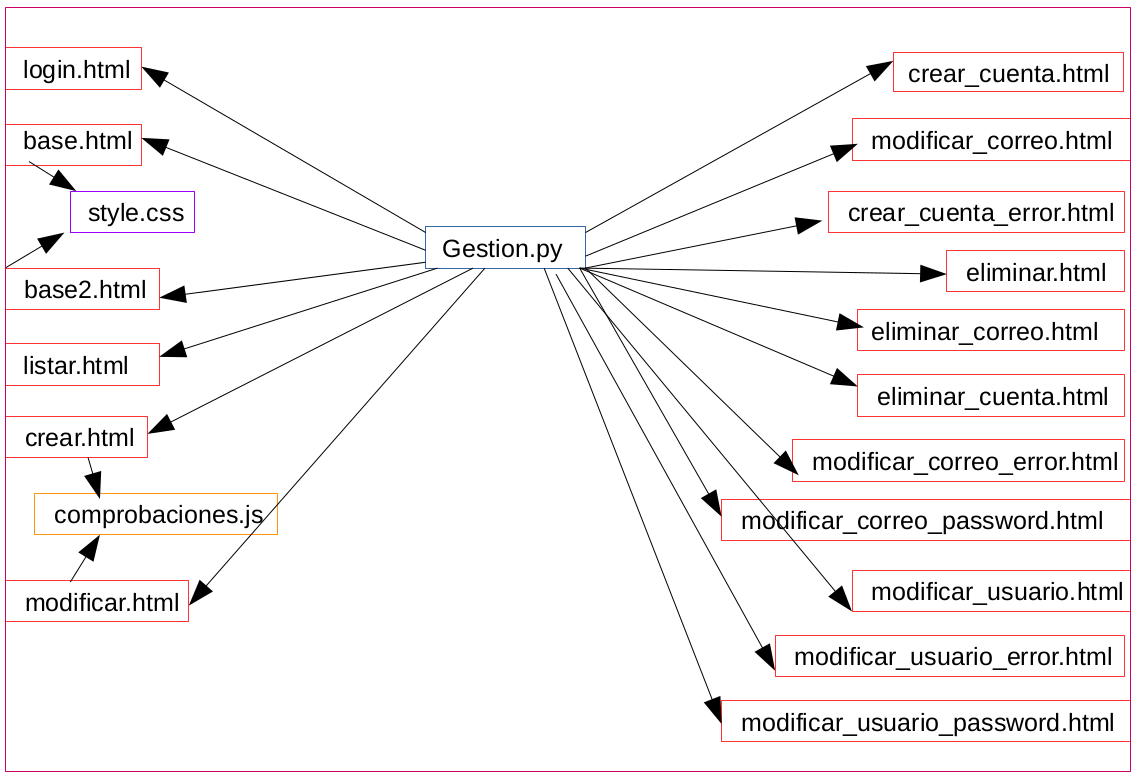 login.html
base.html
style.css
base2.html
listar.html
crear.html
comprobaciones.js
modificar.html
Gestion.py
crear_cuenta.html
modificar_correo.html
crear_cuenta_error.html
eliminar.html
eliminar_correo.html
eliminar_cuenta.html
modificar_correo_error.html
modificar_correo_password.html
modificar_usuario.html
modificar_usuario_error.html
modificar_usuario_password.html